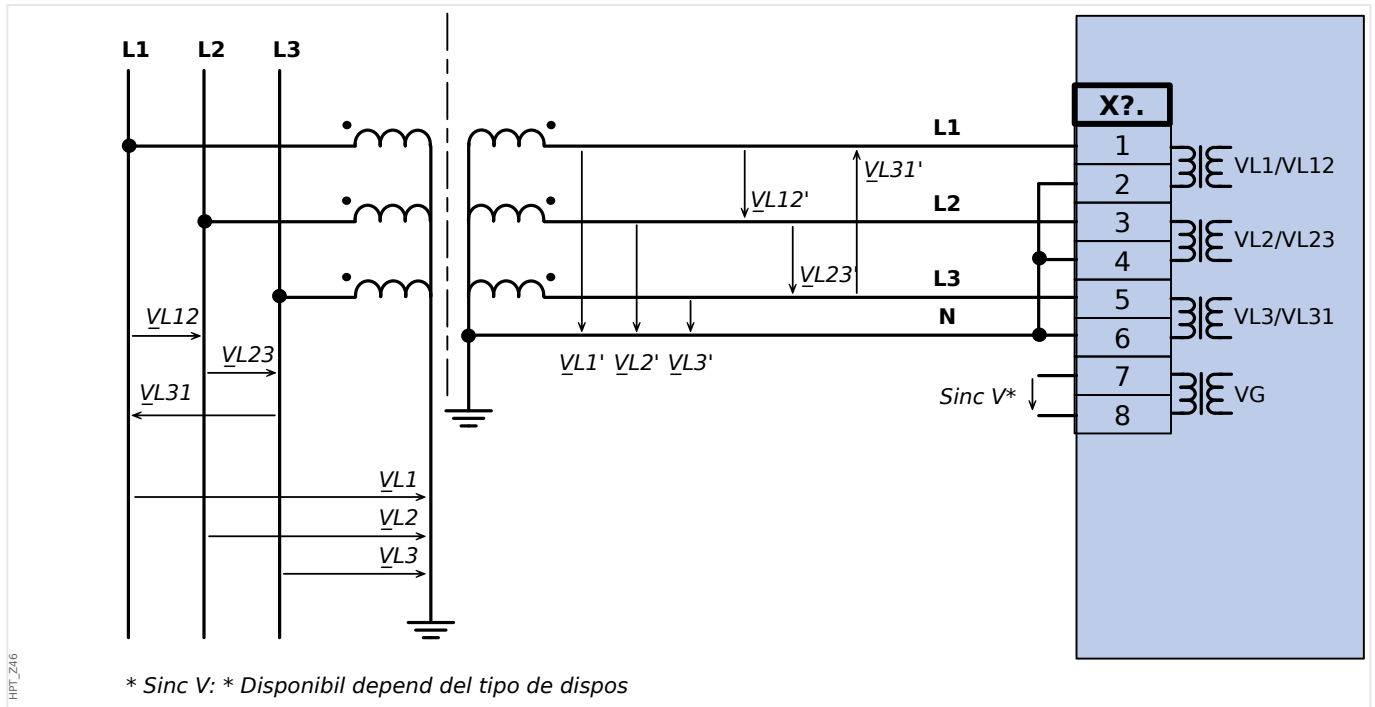 L1 L2 L3
X?.
L1
1
VL1/VL12
VL31'
2
VL12'
L2
3
VL2/VL23
4
VL23'
L3
5
VL12
N
VL3/VL31
6
VL23
VL1' VL2' VL3'
7
VL31
Sinc V*
VG
8
VL1
VL2
VL3
HPT_Z46
* Sinc V: * Disponibil depend del tipo de dispos